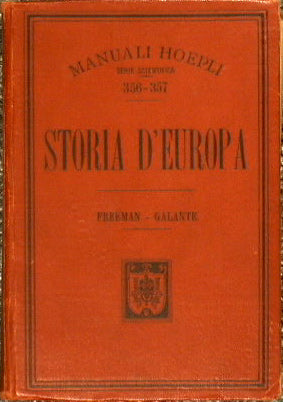 MANUALI HOEPLI
SERIE SCIENTIFICA
356-357
STORIA D'EUROPA
FREEMAN - GALANTE